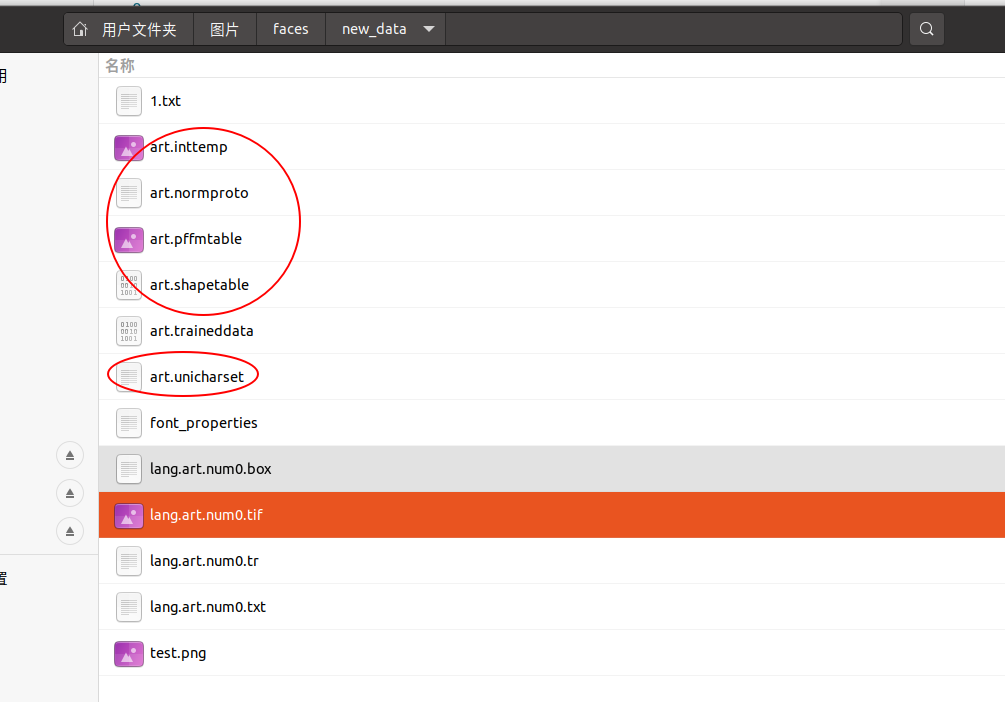 用户文件夹 图片 faces new_data
名称
用
1.txt
art.inttemp
art.normproto
art.pffmtable
art.shapetable
art.traineddata
art.unicharset
font_properties
lang.art.num0.box
lang.art.num0.tif
lang.art.num0.tr
置
lang.art.num0.txt
test.png